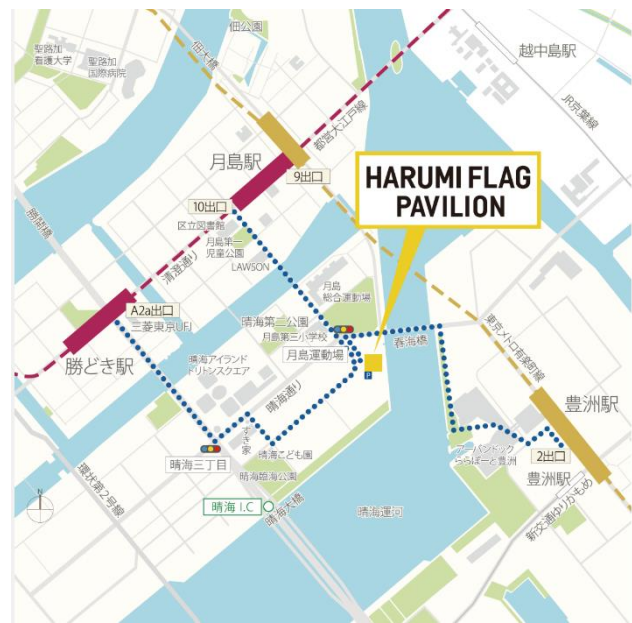 佃公園
聖路加
看護大学
聖路加
国際病院
佃大橋
越中島駅
JR京葉線
都営大江戸線
月島駅
9出口
HARUMI FLAG
PAVILION
10出口
区立図書館
月島第一
児童公園
LAWSON
勝鬨橋
清澄通り
A2a出口
三菱東京UFJ
勝どき駅
月島
総合運動場
晴海第二公園
月島第三小学校
月島運動場
春海橋
P
東京メトロ有楽町線
晴海アイランド
トリトンスクエア
晴海通り
豊洲駅
すき家
晴海こども園
晴海三丁目
晴海臨海公園
アーバンドック
ららぽーと豊洲
2出口
豊洲駅
環状第2号線
N
晴海 I.C
晴海大橋
晴海運河
新交通ゆりかもめ